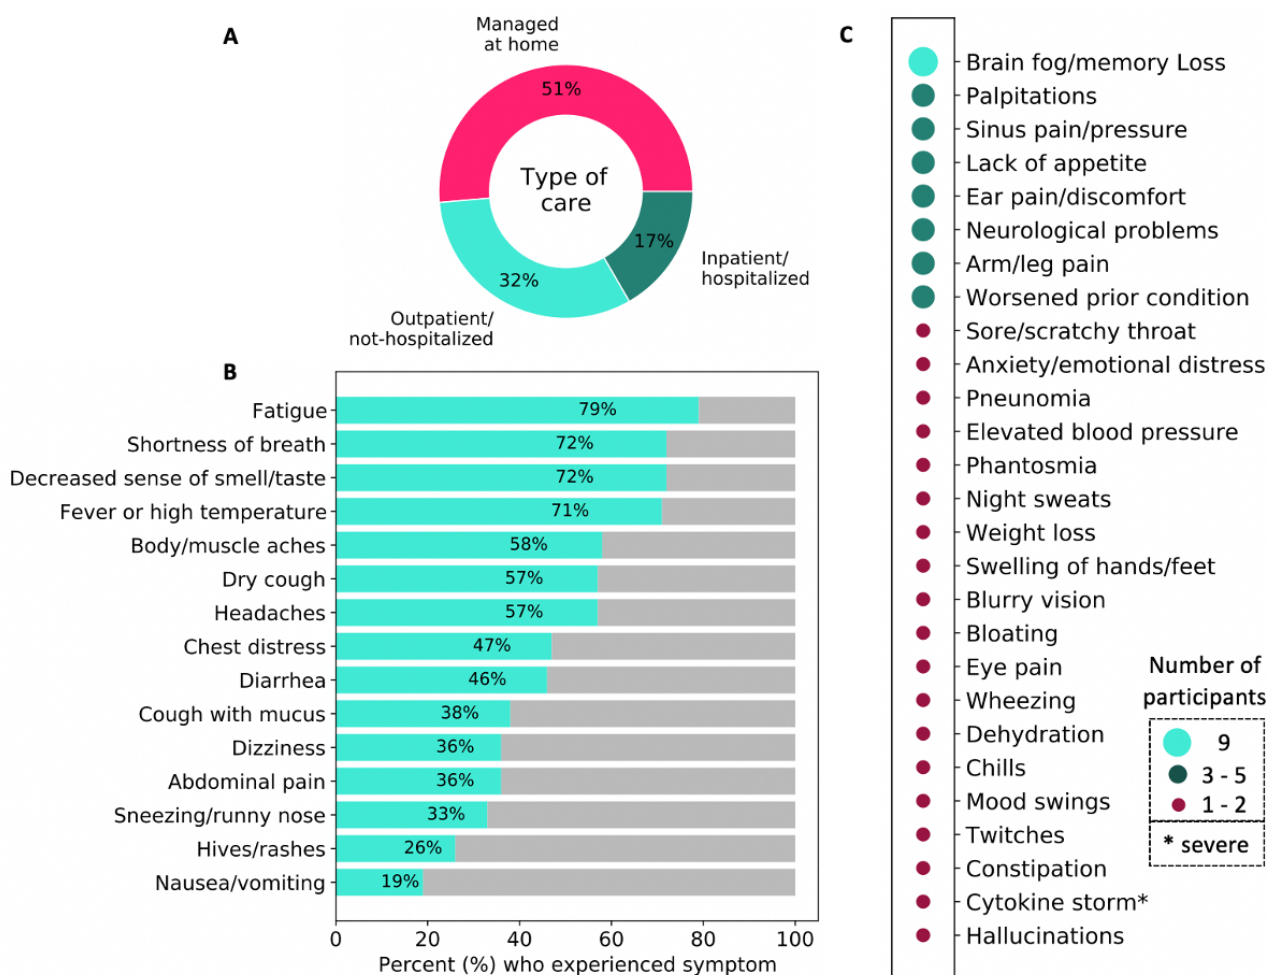 A
Managed
at home
51%
Type of
care
17%
Inpatient/
hospitalized
32%
Outpatient/
not-hospitalized
B
Fatigue
79%
Shortness of breath
72%
Decreased sense of smell/taste
72%
Fever or high temperature
71%
Body/muscle aches
58%
Dry cough
57%
Headaches
57%
Chest distress
47%
Diarrhea
46%
Cough with mucus
38%
Dizziness
36%
Abdominal pain
36%
Sneezing/runny nose
33%
Hives/rashes
26%
Nausea/vomiting
19%
0 20 40 60 80 100
Percent (%) who experienced symptom
C
Brain fog/memory Loss
Palpitations
Sinus pain/pressure
Lack of appetite
Ear pain/discomfort
Neurological problems
Arm/leg pain
Worsened prior condition
Sore/scratchy throat
Anxiety/emotional distress
Pneunomia
Elevated blood pressure
Phantosmia
Night sweats
Weight loss
Swelling of hands/feet
Blurry vision
Bloating
Eye pain
Wheezing
Dehydration
Chills
Mood swings
Twitches
Constipation
Cytokine storm*
Hallucinations
Number of
participants
9
3 - 5
1 - 2
* severe